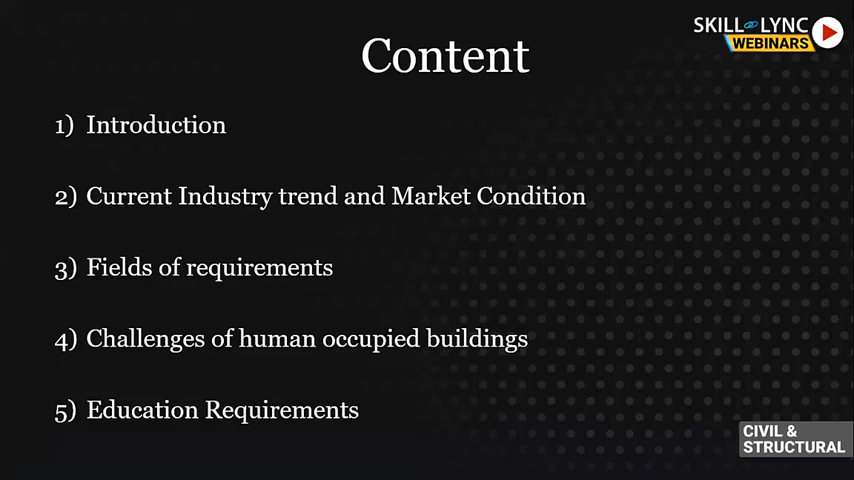 SKILL LYNC
WEBINARS
Content
1) Introduction
2) Current Industry trend and Market Condition
3) Fields of requirements
4) Challenges of human occupied buildings
5) Education Requirements
CIVIL &
STRUCTURAL